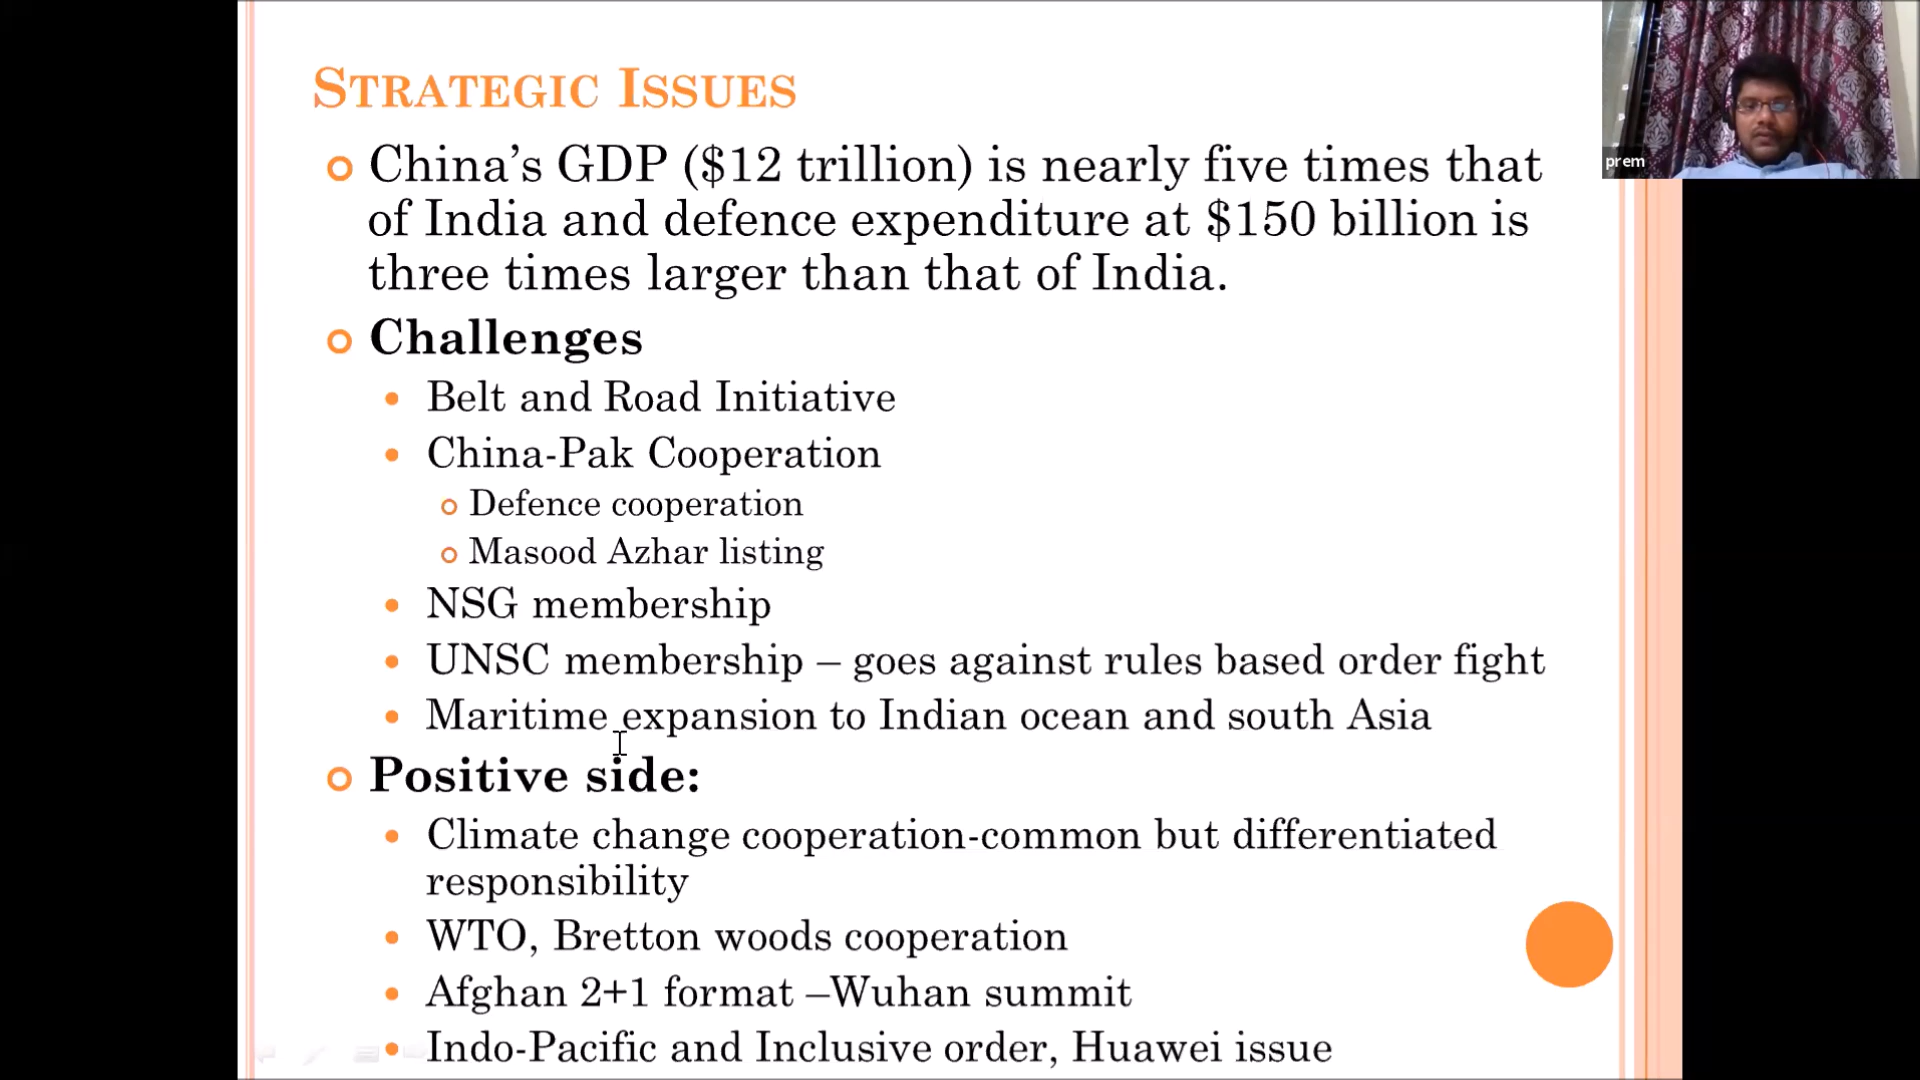 STRATEGIC ISSUES
China's GDP ($12 trillion) is nearly five times that
of India and defence expenditure at $150 billion is
three times larger than that of India.
Challenges
Belt and Road Initiative
China-Pak Cooperation
Defence cooperation
Masood Azhar listing
NSG membership
UNSC membership – goes against rules based order fight
Maritime expansion to Indian ocean and south Asia
Positive side:
Climate change cooperation-common but differentiated
responsibility
WTO, Bretton woods cooperation
Afghan 2+1 format –Wuhan summit
Indo-Pacific and Inclusive order, Huawei issue
prem